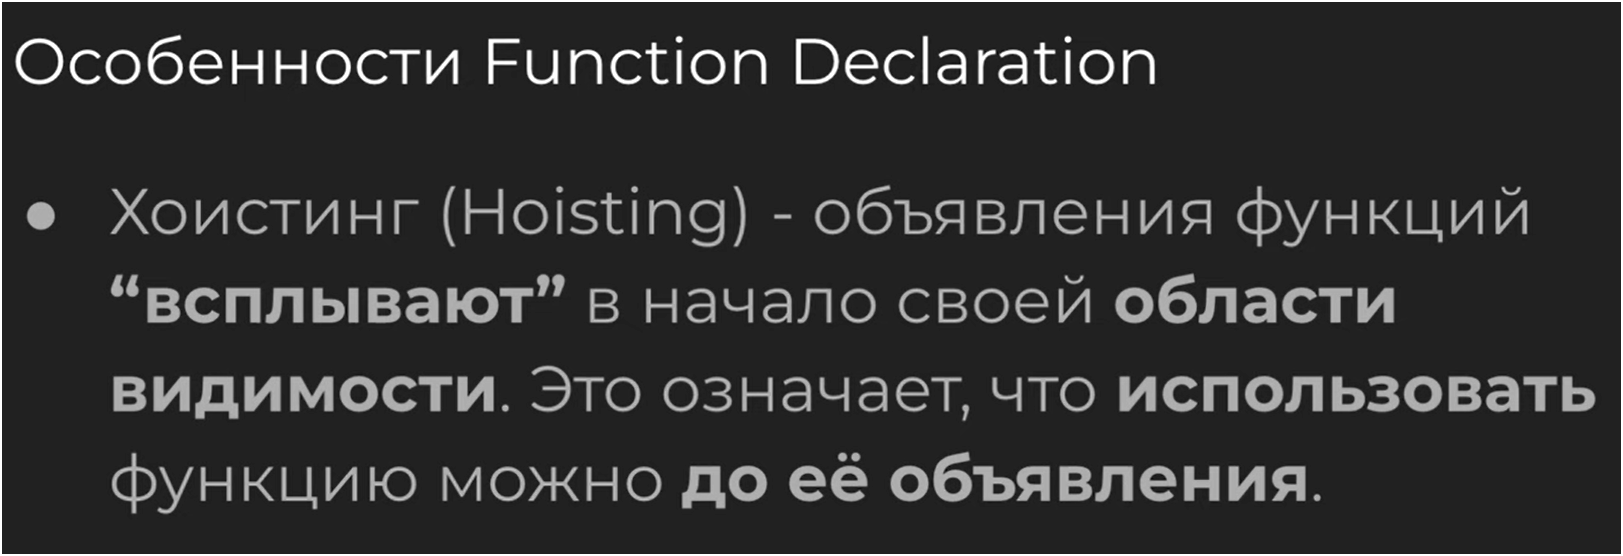 Особенности Function Declaration
● Хоистинг (Hoisting) - объявления функций
“всплывают” в начало своей области
видимости. Это означает, что использовать
функцию можно до её объявления.